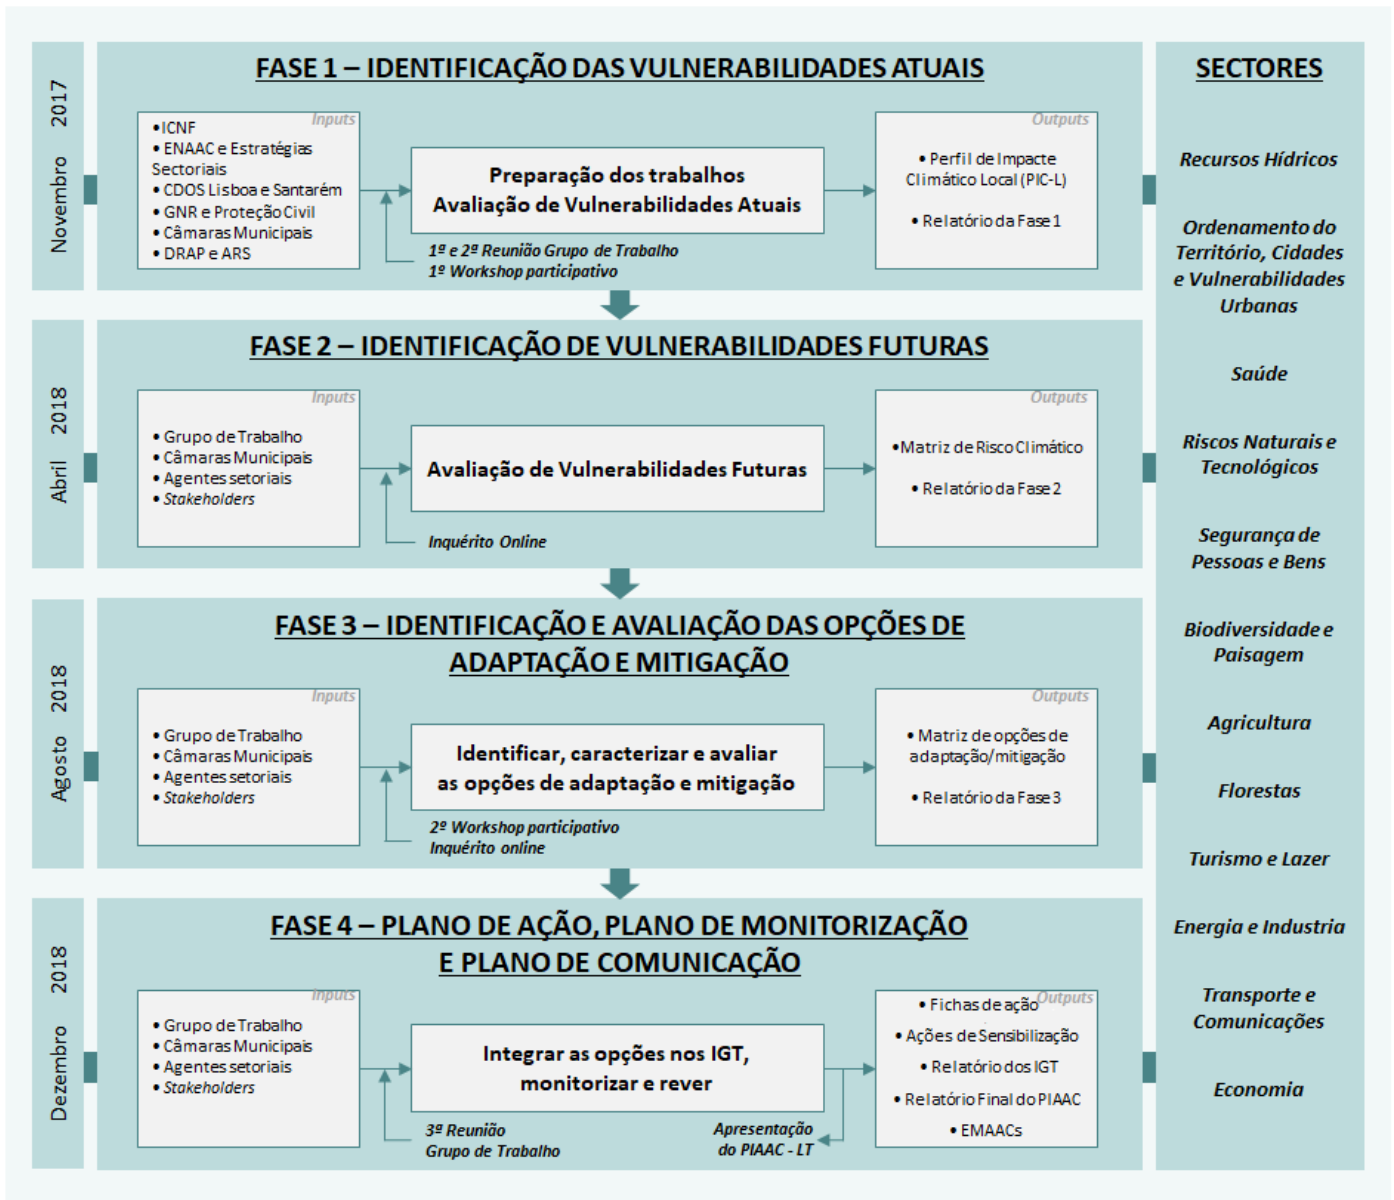 FASE 1 – IDENTIFICAÇÃO DAS VULNERABILIDADES ATUAIS
Novembro 2017
Inputs
•ICNF
• ENAAC e Estratégias
Sectoriais
• CDOS Lisboa e Santarém
• GNR e Proteção Civil
• Câmaras Municipais
• DRAP e ARS
Preparação dos trabalhos
Avaliação de Vulnerabilidades Atuais
1ª e 2ª Reunião Grupo de Trabalho
1º Workshop participativo
Outputs
• Perfil de Impacte
Climático Local (PIC-L)
• Relatório da Fase 1
FASE 2 – IDENTIFICAÇÃO DE VULNERABILIDADES FUTURAS
Abril 2018
Inputs
• Grupo de Trabalho
• Câmaras Municipais
• Agentes setoriais
• Stakeholders
Avaliação de Vulnerabilidades Futuras
Inquérito Online
Outputs
•Matriz de Risco Climático
• Relatório da Fase 2
FASE 3 – IDENTIFICAÇÃO E AVALIAÇÃO DAS OPÇÕES DE
ADAPTAÇÃO E MITIGAÇÃO
Agosto 2018
Inputs
• Grupo de Trabalho
• Câmaras Municipais
• Agentes setoriais
• Stakeholders
Identificar, caracterizar e avaliar
as opções de adaptação e mitigação
2º Workshop participativo
Inquérito online
Outputs
• Matriz de opções de
adaptação/mitigação
• Relatório da Fase 3
FASE 4 – PLANO DE AÇÃO, PLANO DE MONITORIZAÇÃO
E PLANO DE COMUNICAÇÃO
Dezembro 2018
Inputs
• Grupo de Trabalho
• Câmaras Municipais
• Agentes setoriais
• Stakeholders
Integrar as opções nos IGT,
monitorizar e rever
3ª Reunião
Grupo de Trabalho
Apresentação
do PIAAC - LT
Outputs
• Fichas de ação
• Ações de Sensibilização
• Relatório dos IGT
• Relatório Final do PIAAC
• EMAACs
SECTORES
Recursos Hídricos
Ordenamento do
Território, Cidades
e Vulnerabilidades
Urbanas
Saúde
Riscos Naturais e
Tecnológicos
Segurança de
Pessoas e Bens
Biodiversidade e
Paisagem
Agricultura
Florestas
Turismo e Lazer
Energia e Industria
Transporte e
Comunicações
Economia